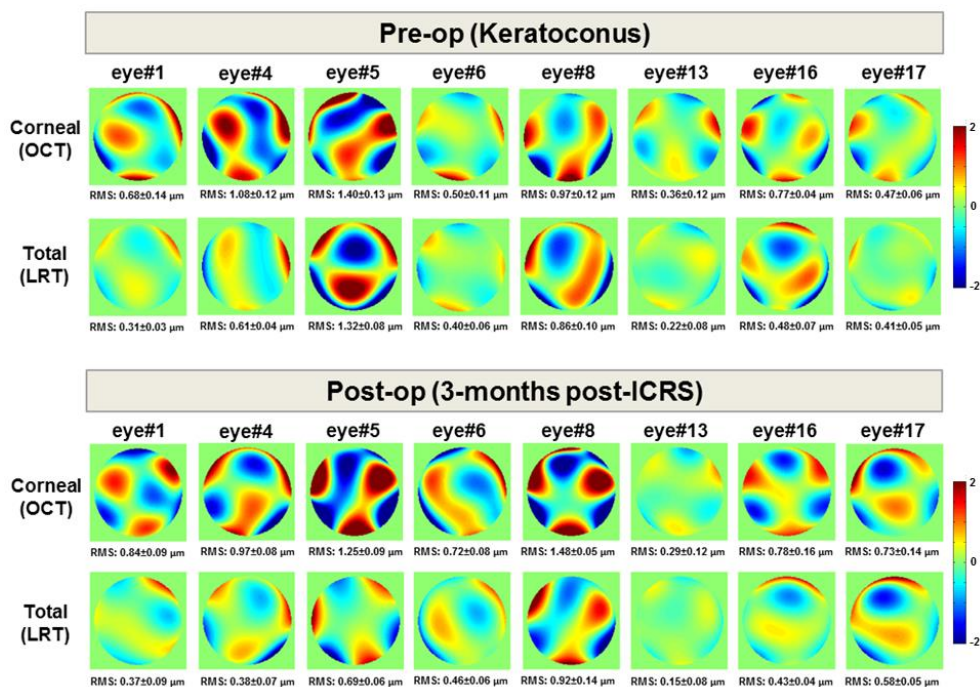 Pre-op (Keratoconus)
eye#1 eye#4 eye#5 eye#6 eye#8 eye#13 eye#16 eye#17
Corneal
(OCT)
RMS: 0.68±0.14 µm RMS: 1.08±0.12 µm RMS: 1.40±0.13 µm RMS: 0.50±0.11 µm RMS: 0.97±0.12 µm RMS: 0.36±0.12 µm RMS: 0.77±0.04 µm RMS: 0.47±0.06 µm
2
0
-2
Total
(LRT)
RMS: 0.31±0.03 µm RMS: 0.61±0.04 µm RMS: 1.32±0.08 µm RMS: 0.40±0.06 µm RMS: 0.86±0.10 µm RMS: 0.22±0.08 µm RMS: 0.48±0.07 µm RMS: 0.41±0.05 µm
Post-op (3-months post-ICRS)
eye#1 eye#4 eye#5 eye#6 eye#8 eye#13 eye#16 eye#17
Corneal
(OCT)
RMS: 0.84±0.09 µm RMS: 0.97±0.08 µm RMS: 1.25±0.09 µm RMS: 0.72±0.08 µm RMS: 1.48±0.05 µm RMS: 0.29±0.12 µm RMS: 0.78±0.16 µm RMS: 0.73±0.14 µm
2
0
-2
Total
(LRT)
RMS: 0.37±0.09 µm RMS: 0.38±0.07 µm RMS: 0.69±0.06 µm RMS: 0.46±0.06 µm RMS: 0.92±0.14 µm RMS: 0.15±0.08 µm RMS: 0.43±0.04 µm RMS: 0.58±0.05 µm